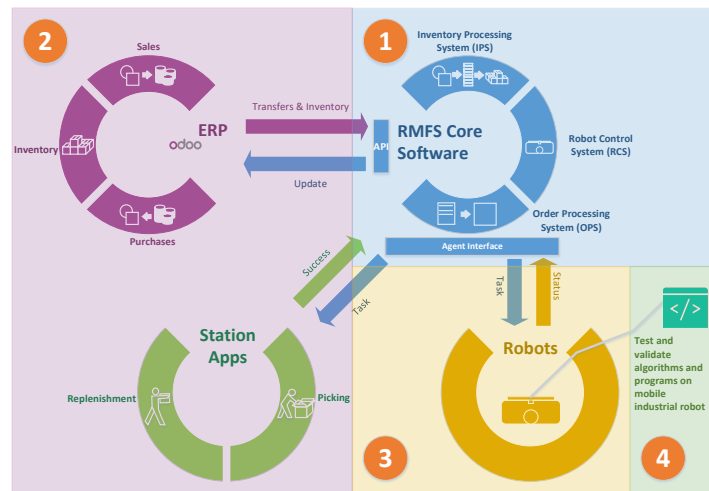 2
1
Sales
Inventory Processing
System (IPS)
Transfers & Inventory
ERP
odoo
Inventory
API
RMFS Core
Software
Robot Control
System (RCS)
Update
Purchases
Order Processing
System (OPS)
Agent Interface
Success
Task
Task
Status
</>
Station
Apps
Robots
Test and
validate
algorithms and
programs on
mobile
industrial robot
Replenishment
Picking
3
4